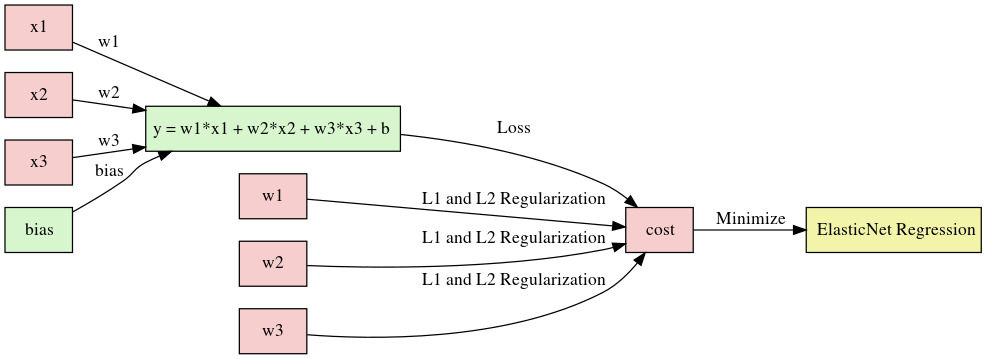 x1
w1
x2
w2
x3
w3
bias
bias
y = w1*x1 + w2*x2 + w3*x3 + b
Loss
w1
L1 and L2 Regularization
w2
L1 and L2 Regularization
w3
L1 and L2 Regularization
cost
Minimize
ElasticNet Regression